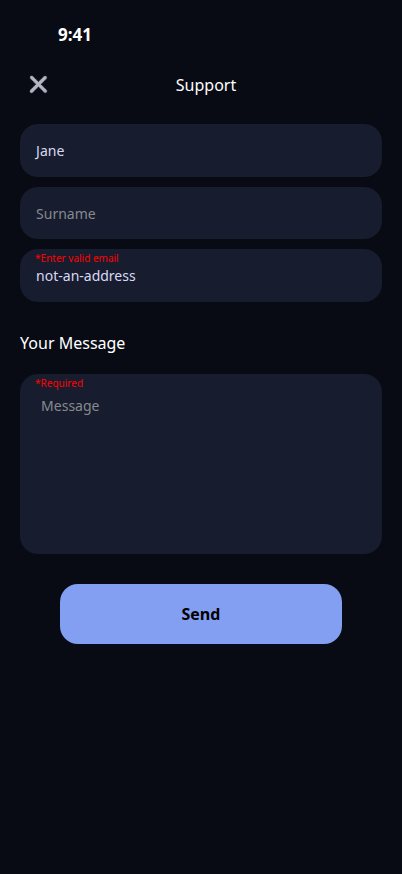 9:41
Support
Jane
Surname
*Enter valid email
not-an-address
Your Message
*Required
Message
Send